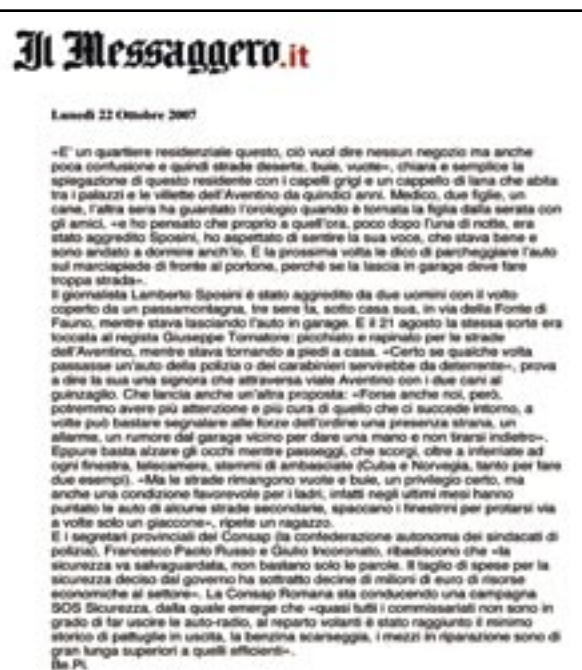 Il Messaggero.it
Lunedì 22 Ottobre 2007
«E' un quartiere residenziale questo, ciò vuol dire nessun negozio ma anche
poca confusione e quindi strade deserte, buie, vuote», chiara e semplice la
spiegazione di questo residente con i capelli grigi e un cappello di lana che abita
tra i palazzi e le villette dell'Aventino da quindici anni. Medico, due figlie, un
cane, l'altra sera ha guardato l'orologio quando è tornata la figlia dalla serata con
gli amici, «e ho pensato che proprio a quell'ora, poco dopo l'una di notte, era
stato aggredito Sposini, ho aspettato di sentire la sua voce, che stava bene e
sono andato a dormire anch'io. E la prossima volta le dico di parcheggiare l'auto
sul marciapiede di fronte al portone, perché se la lascia in garage deve fare
troppa strada».
Il giornalista Lamberto Sposini è stato aggredito da due uomini con il volto
coperto da un passamontagna, tre sere fa, sotto casa sua, in via della Fonte di
Fauno, mentre stava lasciando l'auto in garage. E il 21 agosto la stessa sorte era
toccata al regista Giuseppe Tornatore: picchiato e rapinato per le strade
dell'Aventino, mentre stava tornando a piedi a casa. «Certo se qualche volta
passasse un'auto della polizia o dei carabinieri servirebbe da deterrente», prova
a dire la sua una signora che attraversa viale Aventino con i due cani al
guinzaglio. Che lancia anche un'altra proposta: «Forse anche noi, però,
potremmo avere più attenzione e più cura di quello che ci succede intorno, a
volte può bastare segnalare alle forze dell'ordine una presenza strana, un
allarme, un rumore dal garage vicino per dare una mano e non tirarsi indietro».
Eppure basta alzare gli occhi mentre passeggi, che scorgi, oltre a inferriate ad
ogni finestra, telecamere, stemmi di ambasciate (Cuba e Norvegia, tanto per fare
due esempi). «Ma le strade rimangono vuote e buie, un privilegio certo, ma
anche una condizione favorevole per i ladri, infatti negli ultimi mesi hanno
puntato le auto di alcune strade secondarie, spaccano i finestrini per portarsi via
a volte solo un giaccone», ripete un ragazzo.
E i segretari provinciali del Consap (la confederazione autonoma dei sindacati di
polizia), Francesco Paolo Russo e Giulio Incoronato, ribadiscono che «la
sicurezza va salvaguardata, non bastano solo le parole. Il taglio di spese per la
sicurezza deciso dal governo ha sottratto decine di milioni di euro di risorse
economiche al settore». La Consap Romana sta conducendo una campagna
SOS Sicurezza, dalla quale emerge che «quasi tutti i commissariati non sono in
grado di far uscire le auto-radio, al reparto volanti è stato raggiunto il minimo
storico di pattuglie in uscita, la benzina scarseggia, i mezzi in riparazione sono di
gran lunga superiori a quelli efficienti».
Be.Pi.